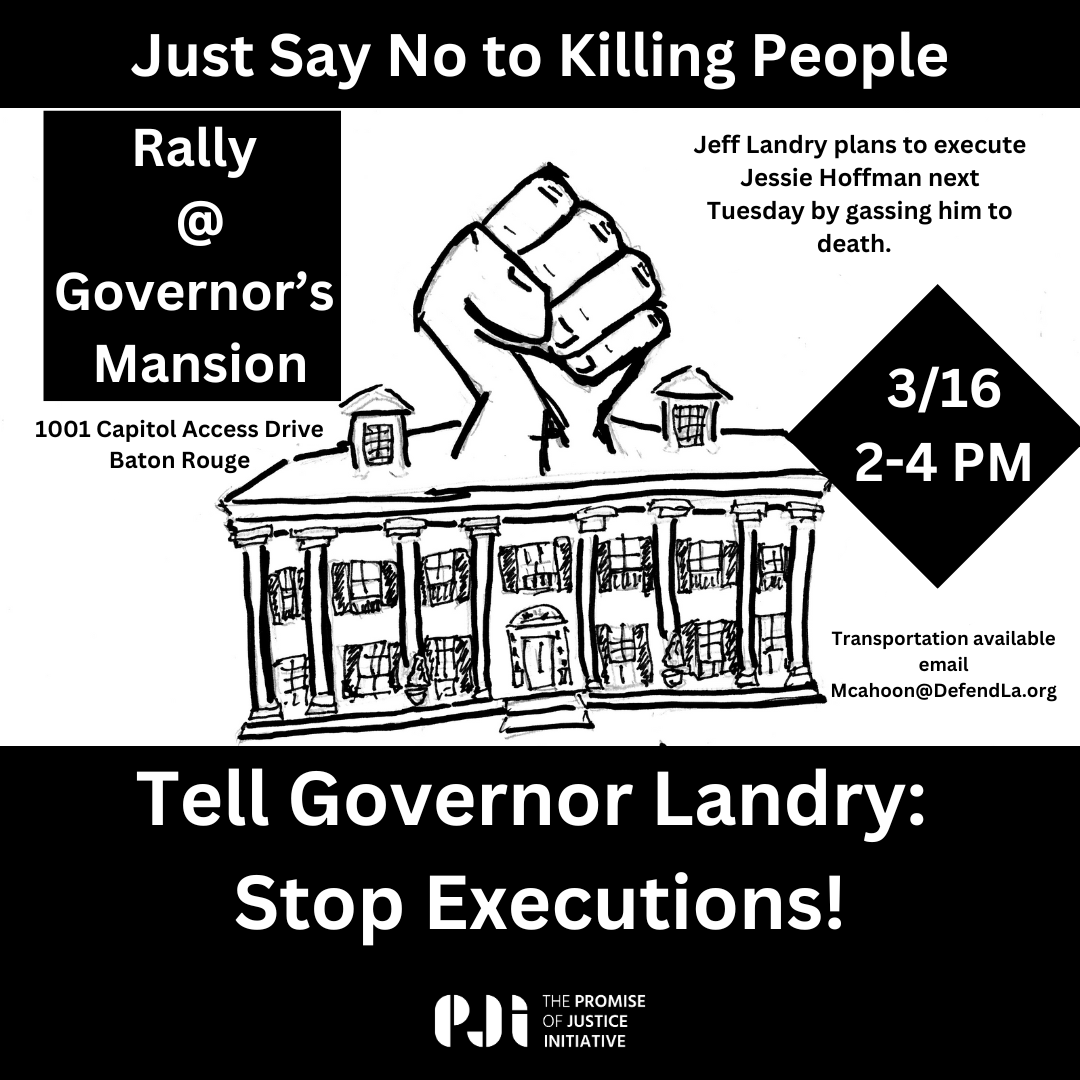 Just Say No to Killing People
Rally
@
Governor’s
Mansion
1001 Capitol Access Drive
Baton Rouge
Jeff Landry plans to execute
Jessie Hoffman next
Tuesday by gassing him to
death.
3/16
2-4 PM
Transportation available
email
Mcahoon@DefendLa.org
Tell Governor Landry:
Stop Executions!
PJi
THE PROMISE
OF JUSTICE
INITIATIVE